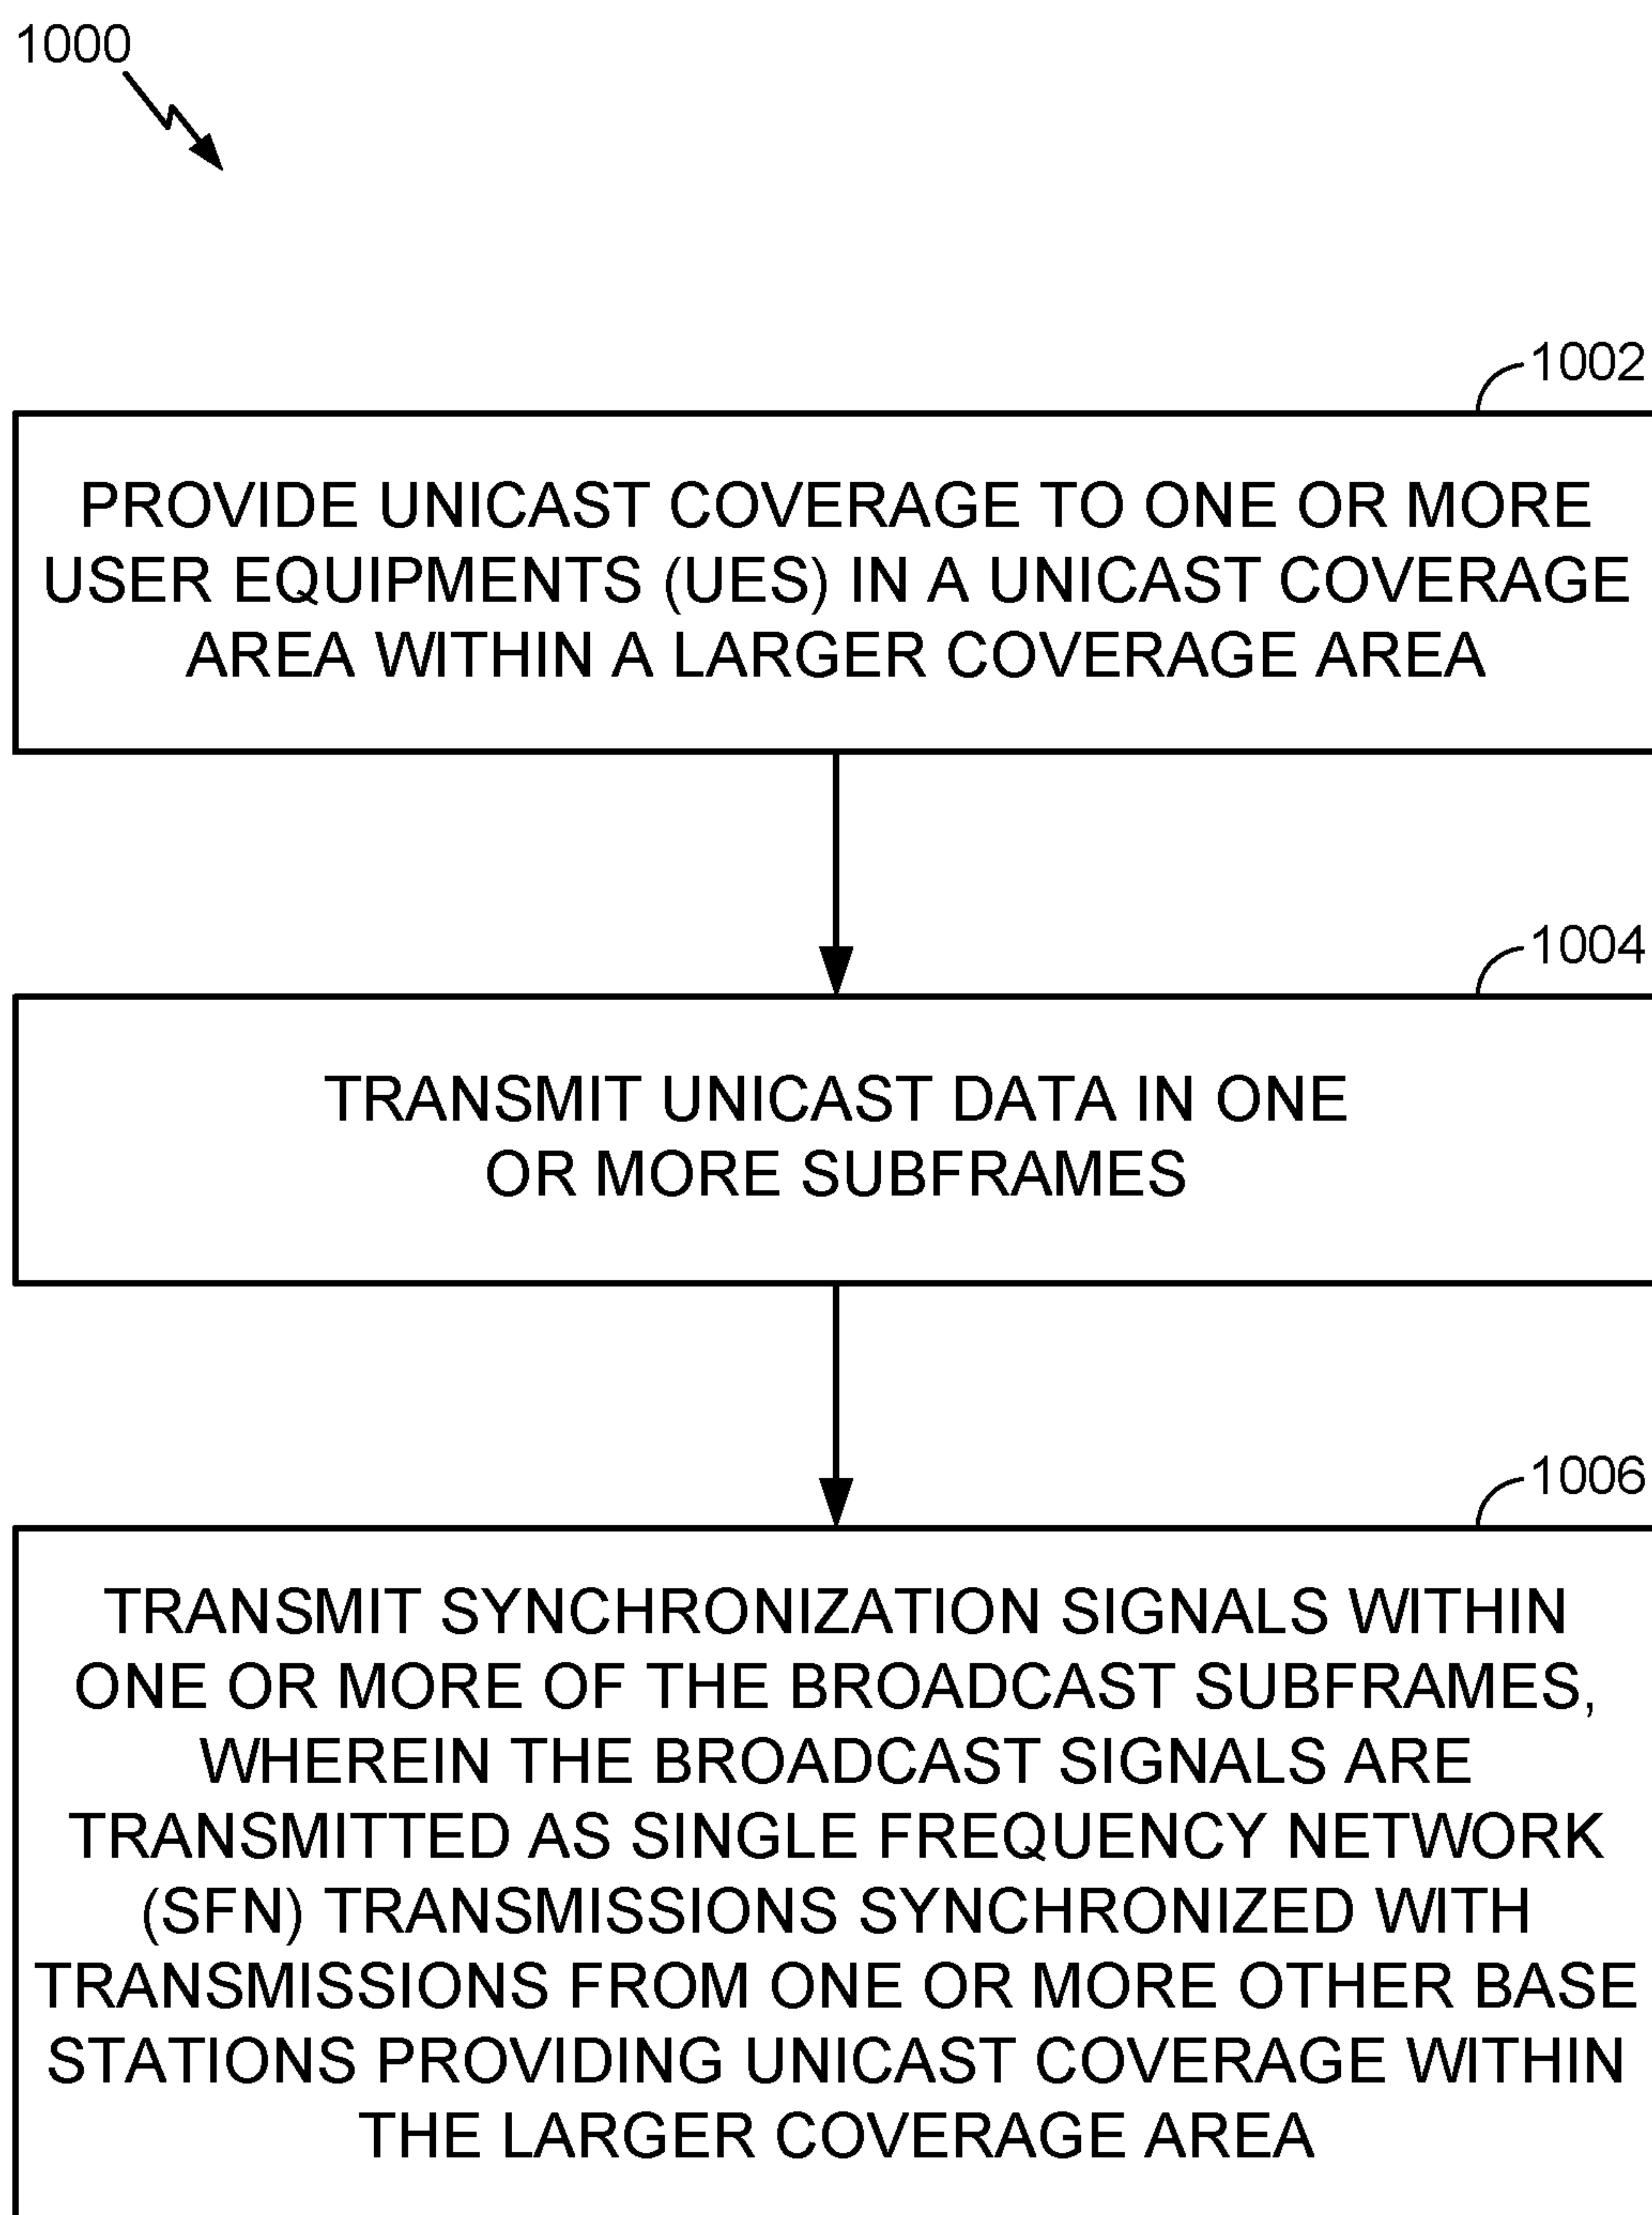 1000
1002
PROVIDE UNICAST COVERAGE TO ONE OR MORE
USER EQUIPMENTS (UES) IN A UNICAST COVERAGE
AREA WITHIN A LARGER COVERAGE AREA
1004
TRANSMIT UNICAST DATA IN ONE
OR MORE SUBFRAMES
1006
TRANSMIT SYNCHRONIZATION SIGNALS WITHIN
ONE OR MORE OF THE BROADCAST SUBFRAMES,
WHEREIN THE BROADCAST SIGNALS ARE
TRANSMITTED AS SINGLE FREQUENCY NETWORK
(SFN) TRANSMISSIONS SYNCHRONIZED WITH
TRANSMISSIONS FROM ONE OR MORE OTHER BASE
STATIONS PROVIDING UNICAST COVERAGE WITHIN
THE LARGER COVERAGE AREA